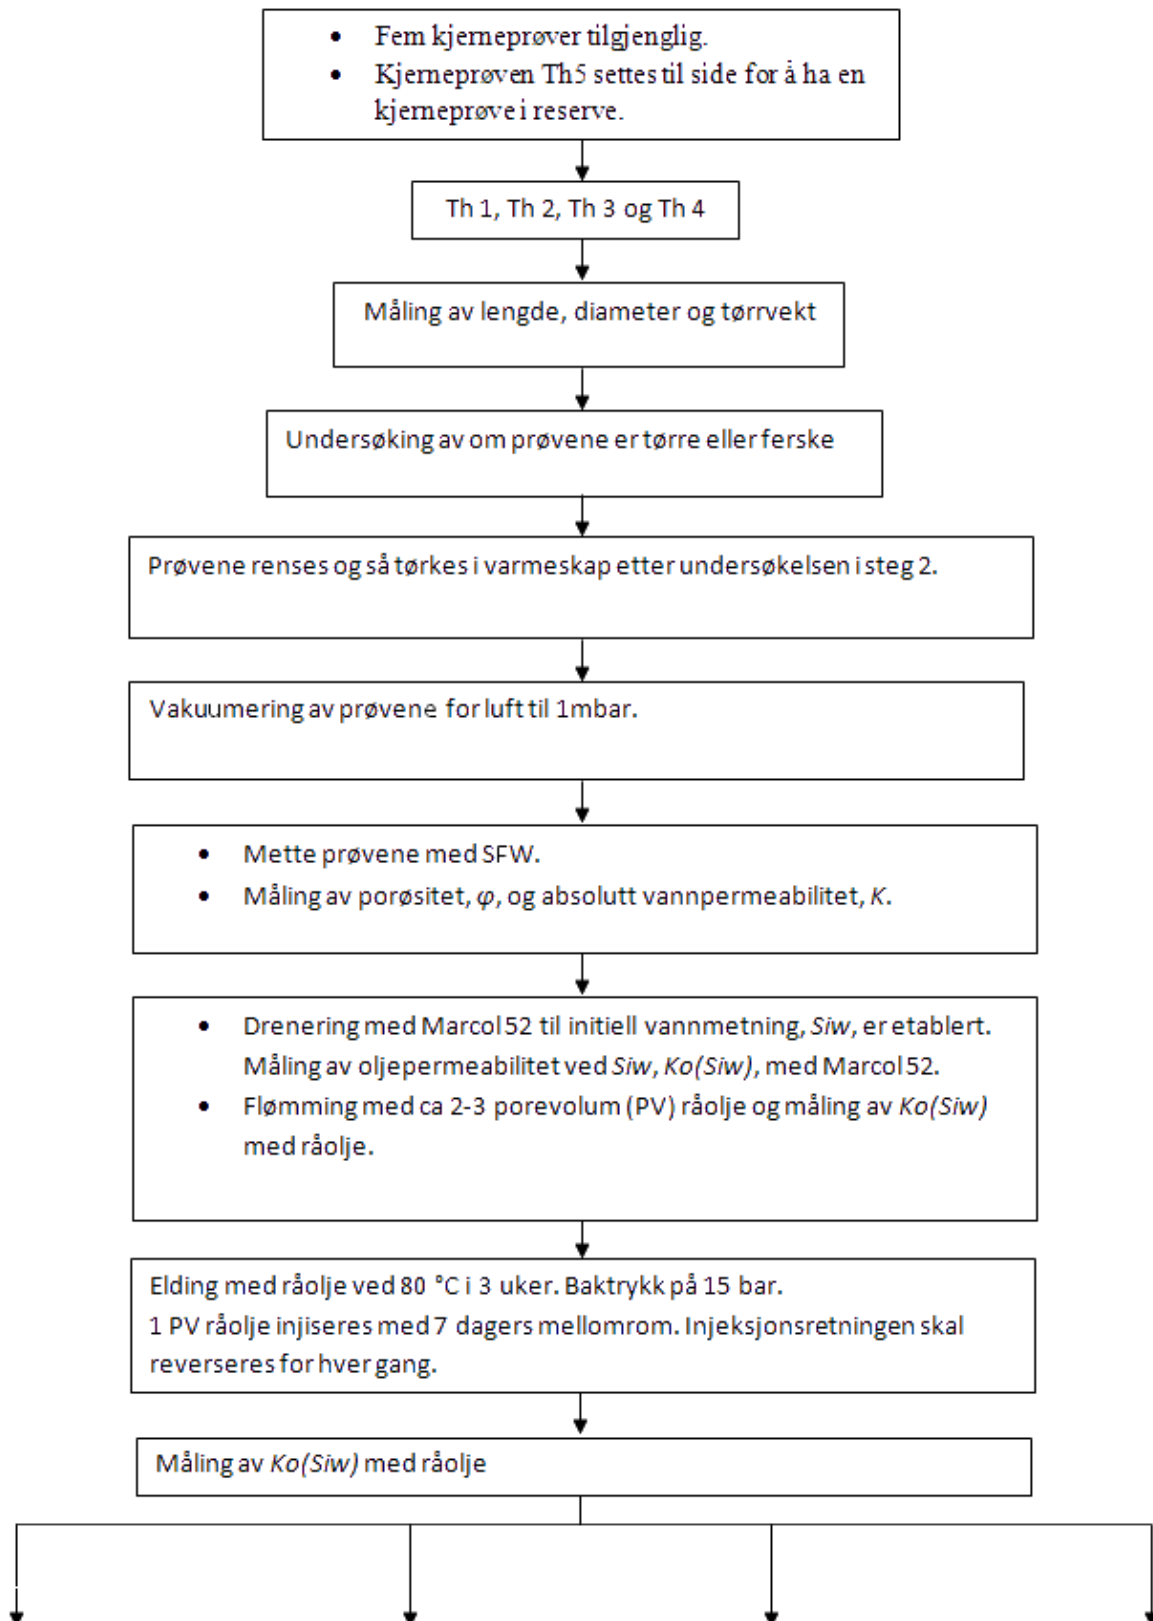 • Fem kjerneprøver tilgjenglig.
• Kjerneprøven Th5 settes til side for å ha en
kjerneprøve i reserve.
Th 1, Th 2, Th 3 og Th 4
Måling av lengde, diameter og tørrvekt
Undersøking av om prøvene er tørre eller ferske
Prøvene renses og så tørkes i varmeskap etter undersøkelsen i steg 2.
Vakuumering av prøvene for luft til 1mbar.
• Mette prøvene med SFW.
• Måling av porøsitet, φ, og absolutt vannpermeabilitet, K.
• Drenering med Marcol 52 til initiell vannmetning, Siw, er etablert.
Måling av oljepermeabilitet ved Siw, Ko(Siw), med Marcol 52.
• Flømming med ca 2-3 porevolum (PV) råolje og måling av Ko(Siw)
med råolje.
Elding med råolje ved 80 °C i 3 uker. Baktrykk på 15 bar.
1 PV råolje injiseres med 7 dagers mellomrom. Injeksjonsretningen skal
reverseres for hver gang.
Måling av Ko(Siw) med råolje